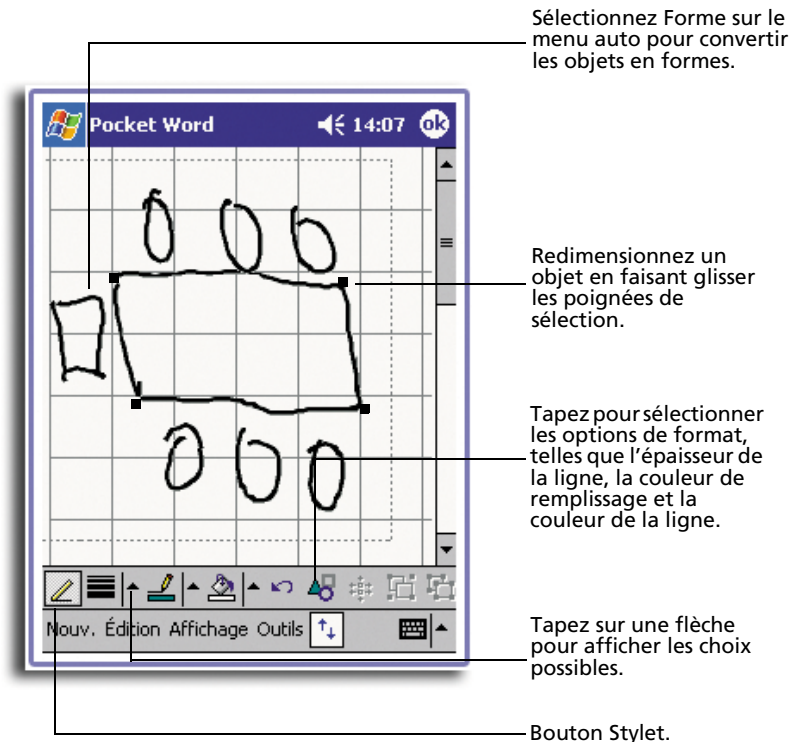 Sélectionnez Forme sur le
menu auto pour convertir
les objets en formes.
Pocket Word 14:07 ok
Redimensionnez un
objet en faisant glisser
les poignées de
sélection.
Tapez pour sélectionner
les options de format,
telles que l'épaisseur de
la ligne, la couleur de
remplissage et la
couleur de la ligne.
Nouv. Édition Affichage Outils
Tapez sur une flèche
pour afficher les choix
possibles.
Bouton Stylet.